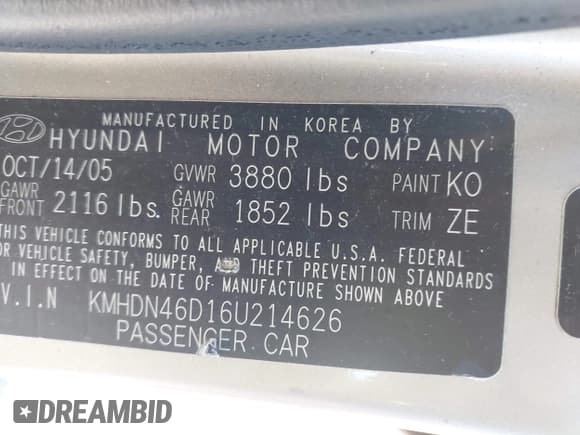 MANUFACTURED IN KOREA BY
HYUNDAI MOTOR COMPANY
OCT/14/05 GVWR 3880 lbs PAINT KO
GAWR FRONT 2116 lbs. GAWR REAR 1852 lbs TRIM ZE
THIS VEHICLE CONFORMS TO ALL APPLICABLE U.S.A. FEDERAL
OR VEHICLE SAFETY, BUMPER, AND THEFT PREVENTION STANDARDS
IN EFFECT ON THE DATE OF MANUFACTURE SHOWN ABOVE
V.I.N KMHDN46D16U214626
PASSENGER CAR
DREAMBID